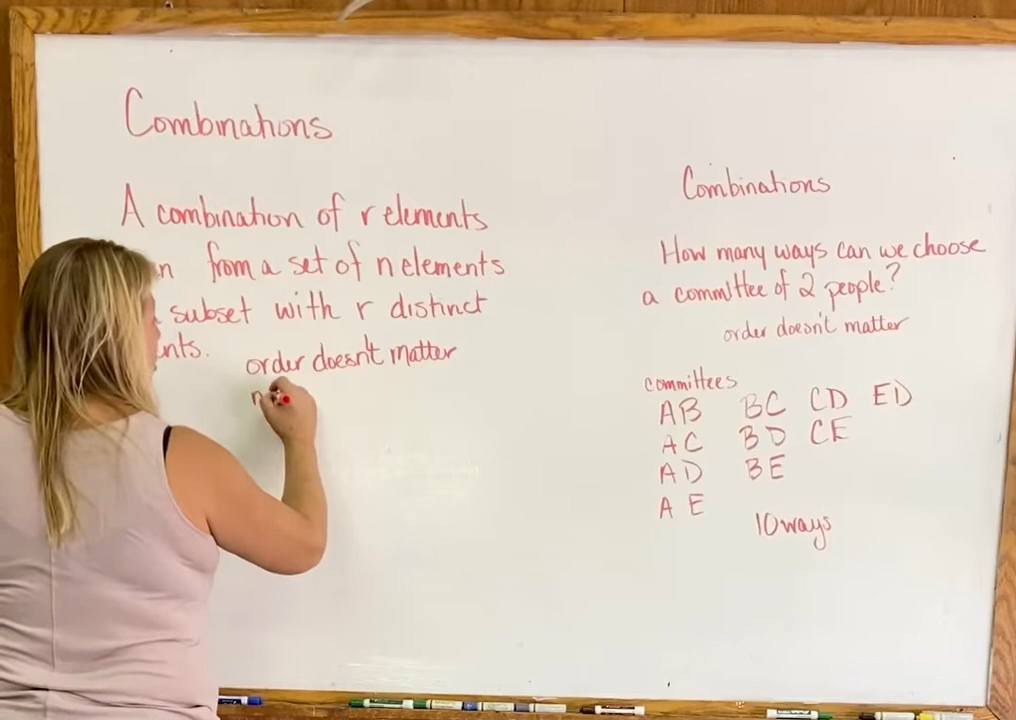 Combinations
A combination of r elements
from a set of n elements
subset with r distinct
order doesn't matter
Combinations
How many ways can we choose
a committee of 2 people?
order doesn't matter
committees
AB BC CD ED
AC BD CE
AD BE
AE
10 ways